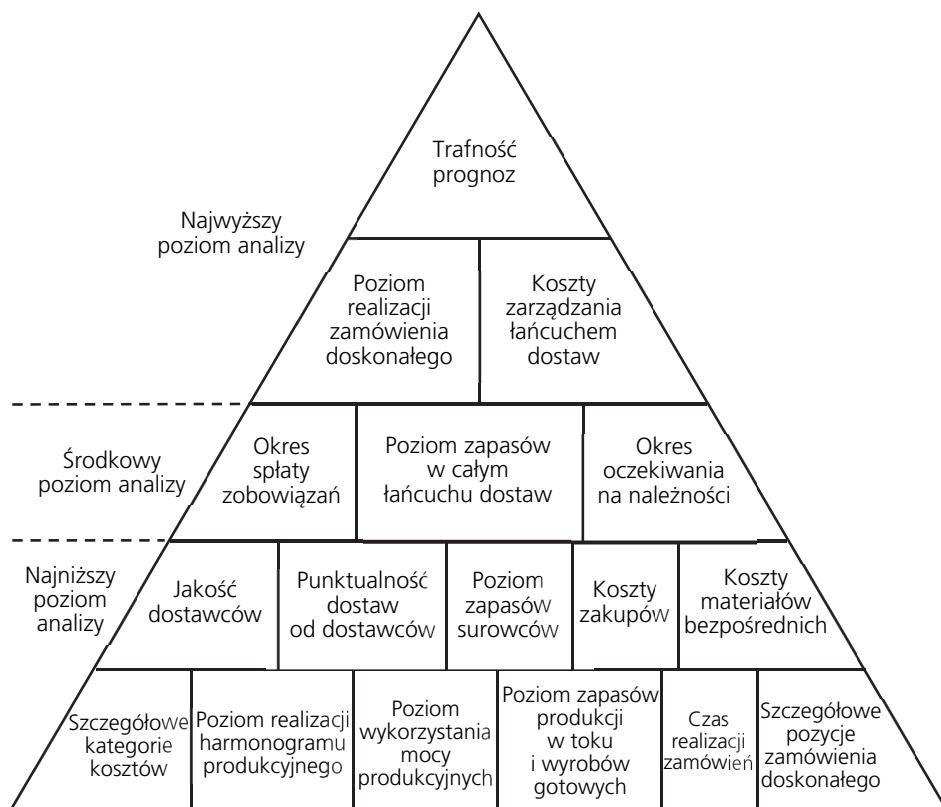 Trafność
prognoz
Najwyższy
poziom analizy
Poziom
realizacji
zamówienia
doskonałego
Koszty
zarządzania
łańcuchem
dostaw
Środkowy
poziom analizy
Okres
spłaty
zobowiązań
Poziom zapasów
w całym
łańcuchu dostaw
Okres
oczekiwania
na należności
Najniższy
poziom
analizy
Jakość
dostawców
Punktualność
dostaw
od dostawców
Poziom
zapasów
surowców
Koszty
zakupów
Koszty
materiałów
bezpośrednich
Szczegółowe
kategorie
kosztów
Poziom realizacji
harmonogramu
produkcyjnego
Poziom
wykorzystania
mocy
produkcyjnych
Poziom zapasów
produkcji
w toku
i wyrobów
gotowych
Czas
realizacji
zamówień
Szczegółowe
pozycje
zamówienia
doskonałego